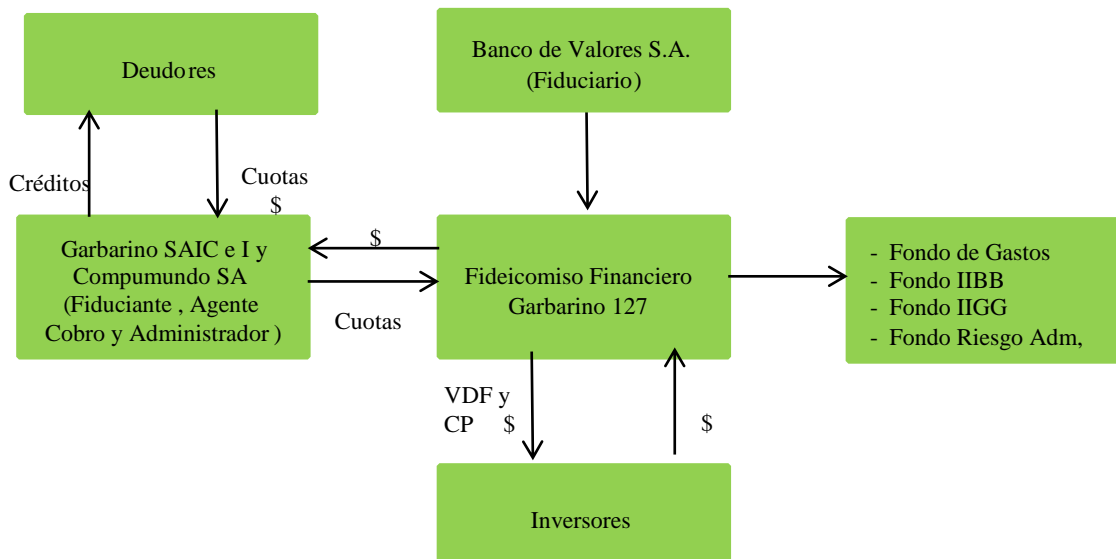 Deudores
Banco de Valores S.A.
(Fiduciario)
Créditos
Cuotas
$
Garbarino SAIC e I y
Compumundo SA
(Fiduciante , Agente
Cobro y Administrador )
$
Cuotas
Fideicomiso Financiero
Garbarino 127
- Fondo de Gastos
- Fondo IIBB
- Fondo IIGG
- Fondo Riesgo Adm,
VDF y
CP $
$
Inversores